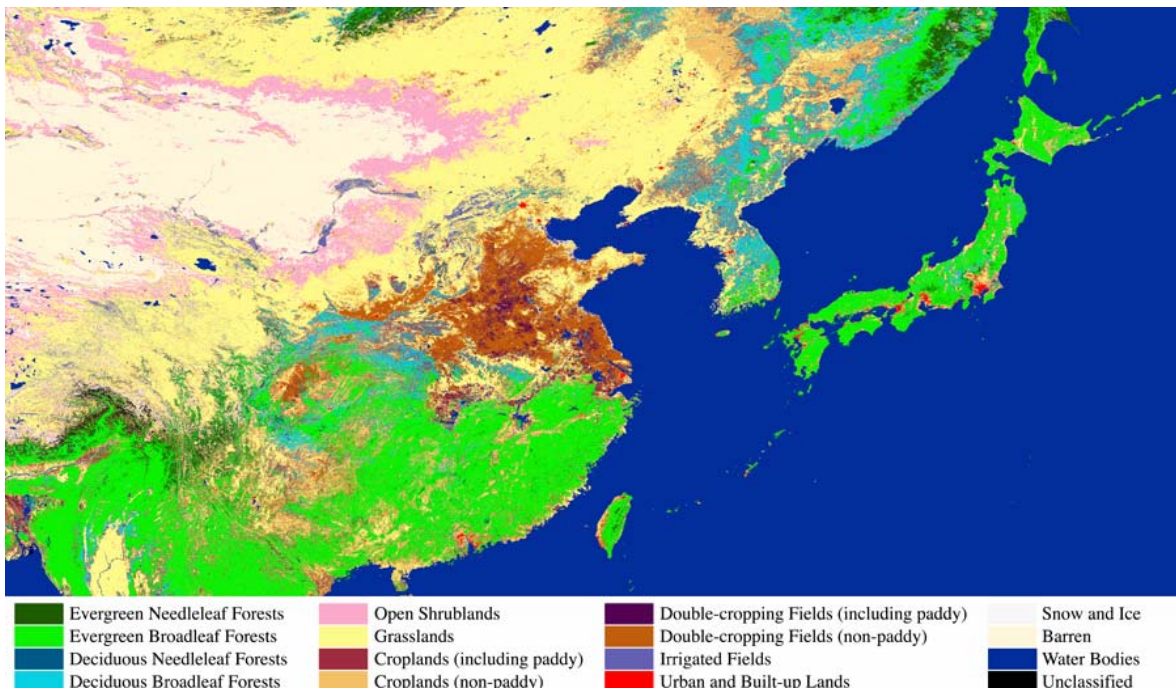 Evergreen Needleleaf Forests
Evergreen Broadleaf Forests
Deciduous Needleleaf Forests
Deciduous Broadleaf Forests
Open Shrublands
Grasslands
Croplands (including paddy)
Croplands (non-paddy)
Double-cropping Fields (including paddy)
Double-cropping Fields (non-paddy)
Irrigated Fields
Urban and Built-up Lands
Snow and Ice
Barren
Water Bodies
Unclassified